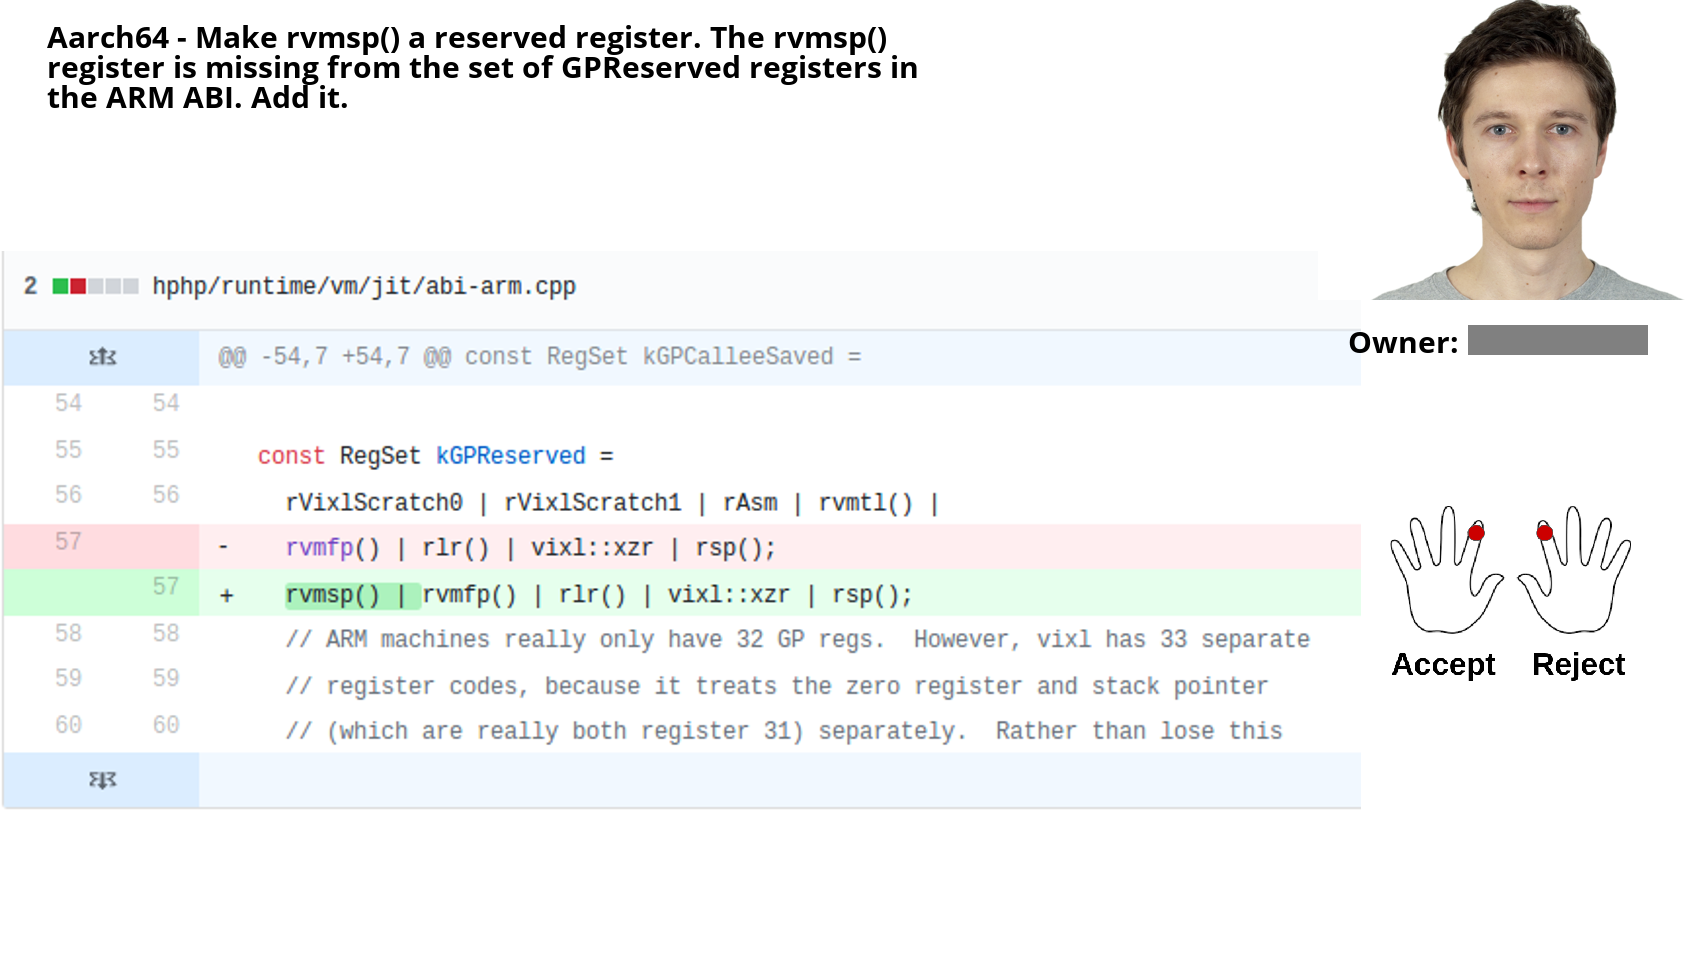 Aarch64 - Make rvmsp() a reserved register. The rvmsp()
register is missing from the set of GPReserved registers in
the ARM ABI. Add it.
2 hphp/runtime/vm/jit/abi-arm.cpp
@@ -54,7 +54,7 @@ const RegSet kGPCalleeSaved =
Owner:
54 54
55 55 const RegSet kGPReserved =
56 56 rVixlScratch0 | rVixlScratch1 | rAsm | rvmtl() |
57 - rvmfp() | rlr() | vixl::xzr | rsp();
57 + rvmsp() | rvmfp() | rlr() | vixl::xzr | rsp();
58 58 // ARM machines really only have 32 GP regs.  However, vixl has 33 separate
59 59 // register codes, because it treats the zero register and stack pointer
60 60 // (which are really both register 31) separately.  Rather than lose this
Accept Reject